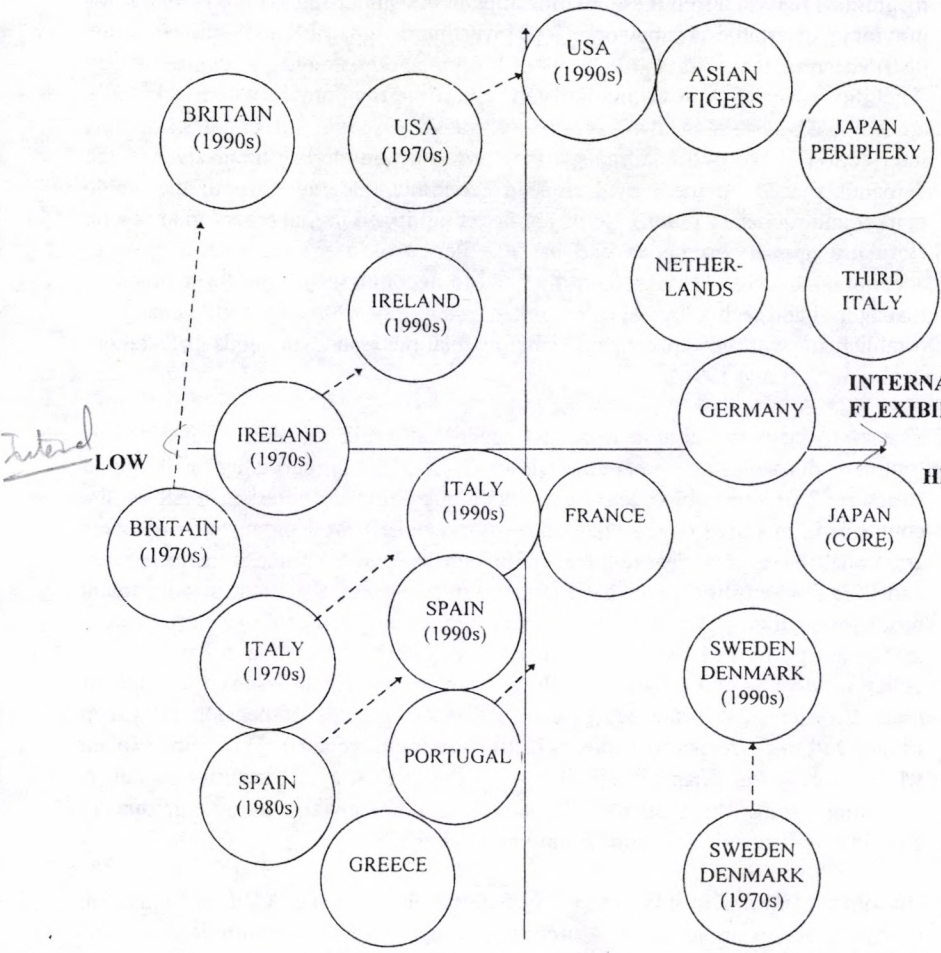 USA
(1990s)
ASIAN
TIGERS
BRITAIN
(1990s)
USA
(1970s)
JAPAN
PERIPHERY
NETHER-
LANDS
THIRD
ITALY
IRELAND
(1990s)
INTERNA
FLEXIBI
GERMANY
IRELAND
(1970s)
LOW
H
ITALY
(1990s)
FRANCE
JAPAN
(CORE)
BRITAIN
(1970s)
SPAIN
(1990s)
ITALY
(1970s)
SWEDEN
DENMARK
(1990s)
PORTUGAL
SPAIN
(1980s)
GREECE
SWEDEN
DENMARK
(1970s)